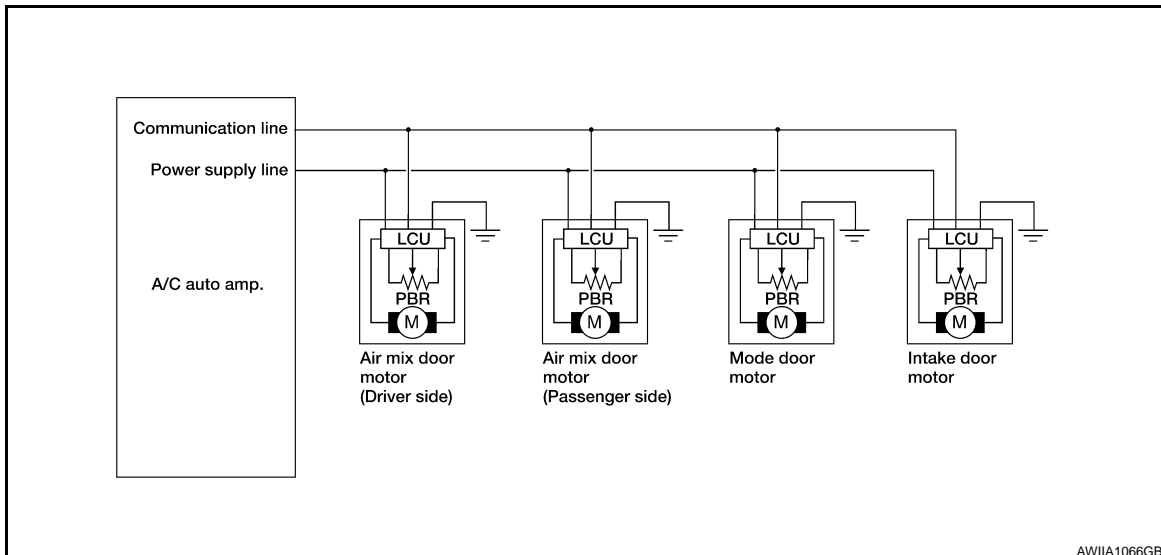 Communication line
Power supply line
A/C auto amp.
LCU
PBR
M
Air mix door
motor
(Driver side)
LCU
PBR
M
Air mix door
motor
(Passenger side)
LCU
PBR
M
Mode door
motor
LCU
PBR
M
Intake door
motor
AWIIA1066GB